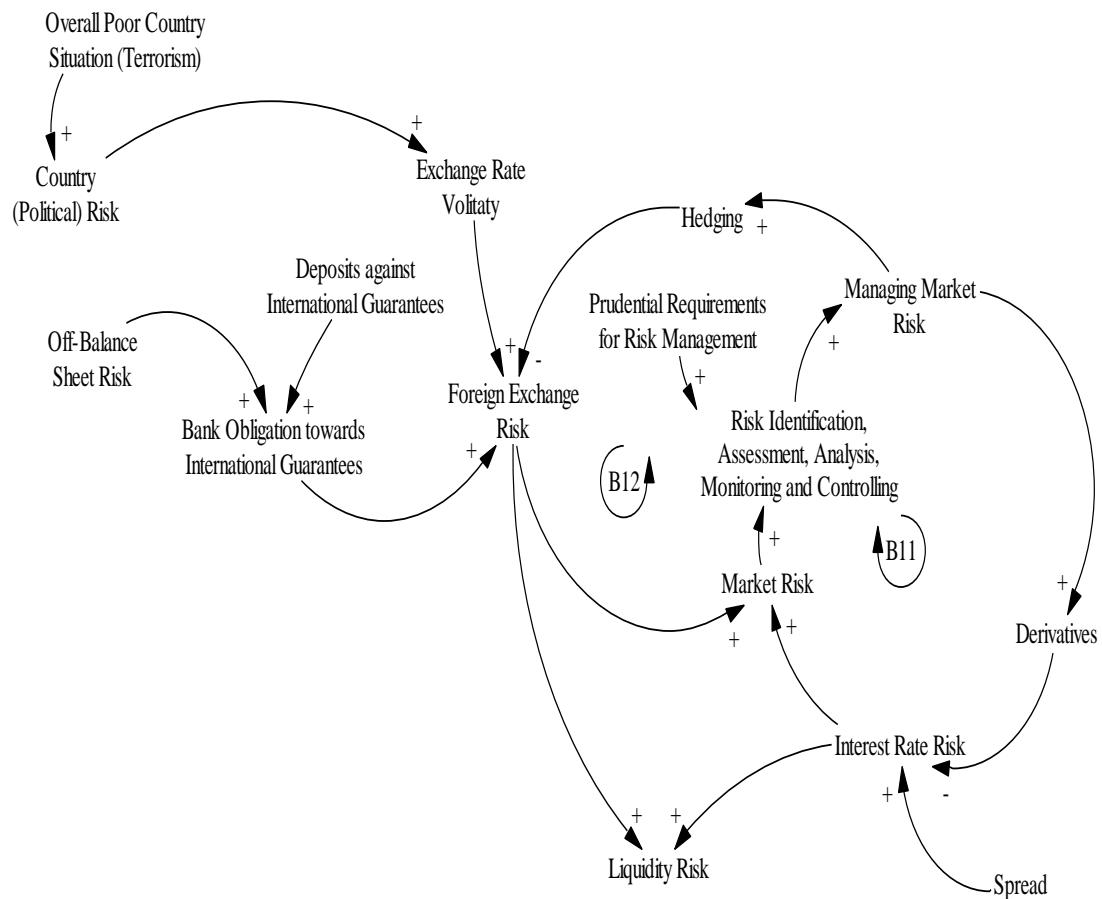 Overall Poor Country
Situation (Terrorism)
+
+
Country
(Political) Risk
Exchange Rate
Volitaty
Hedging
+
Deposits against
International Guarantees
Managing Market
Risk
Prudential Requirements
for Risk Management
+
Off-Balance
Sheet Risk
+
-
+
Foreign Exchange
Risk
+
+
Bank Obligation towards
International Guarantees
+
Risk Identification,
Assessment, Analysis,
Monitoring and Controlling
B12
B11
+
Market Risk
+
+
+
Derivatives
Interest Rate Risk
+
-
+
+
Liquidity Risk
Spread